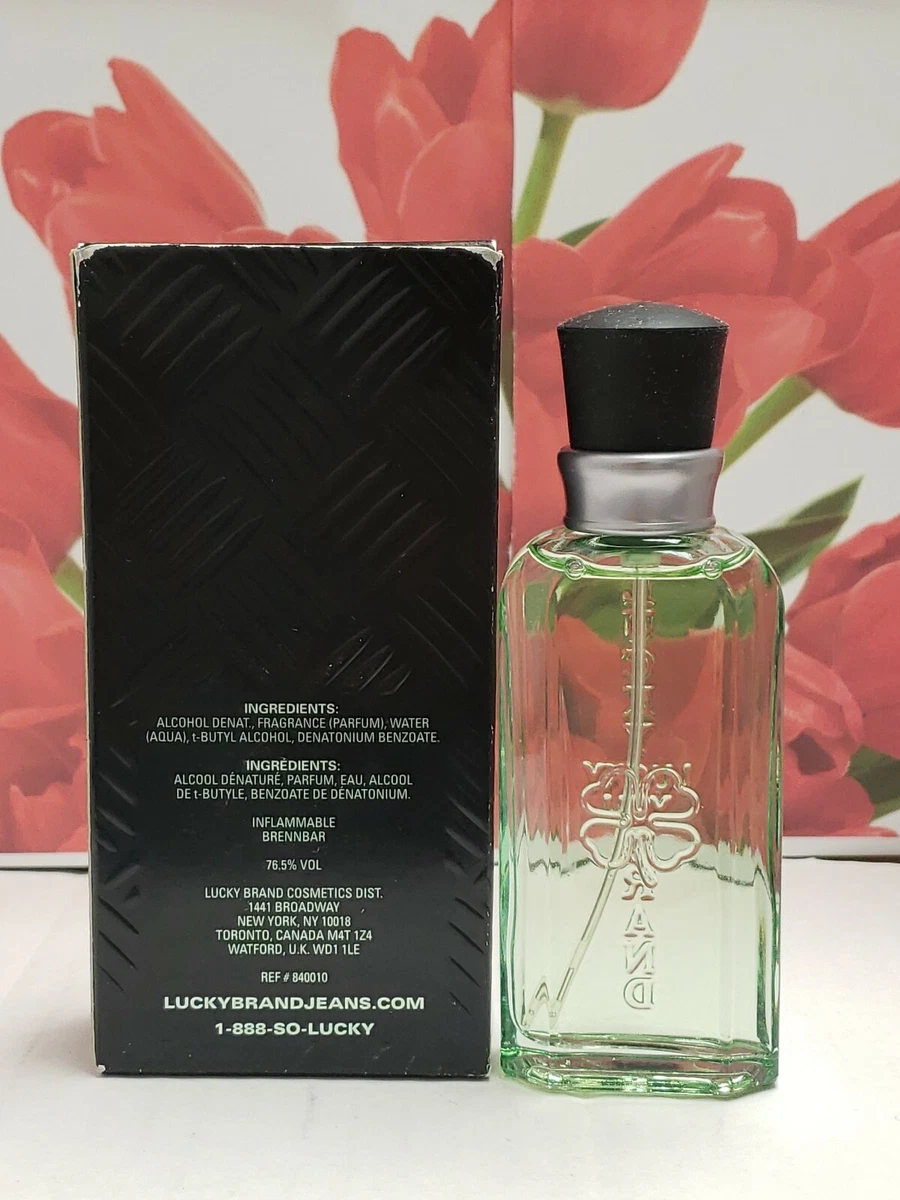 INGREDIENTS:
ALCOHOL DENAT., FRAGRANCE (PARFUM), WATER
(AQUA), t-BUTYL ALCOHOL, DENATONIUM BENZOATE.
INGRÉDIENTS:
ALCOOL DÉNATURÉ, PARFUM, EAU, ALCOOL
DE t-BUTYLE, BENZOATE DE DÉNATONIUM.
INFLAMMABLE
BRENNBAR
76.5% VOL
LUCKY BRAND COSMETICS DIST.
1441 BROADWAY
NEW YORK, NY 10018
TORONTO, CANADA M4T 1Z4
WATFORD, U.K. WD1 1LE
REF # 840010
LUCKYBRANDJEANS.COM
1-888-SO-LUCKY
LUCKY
BRAND